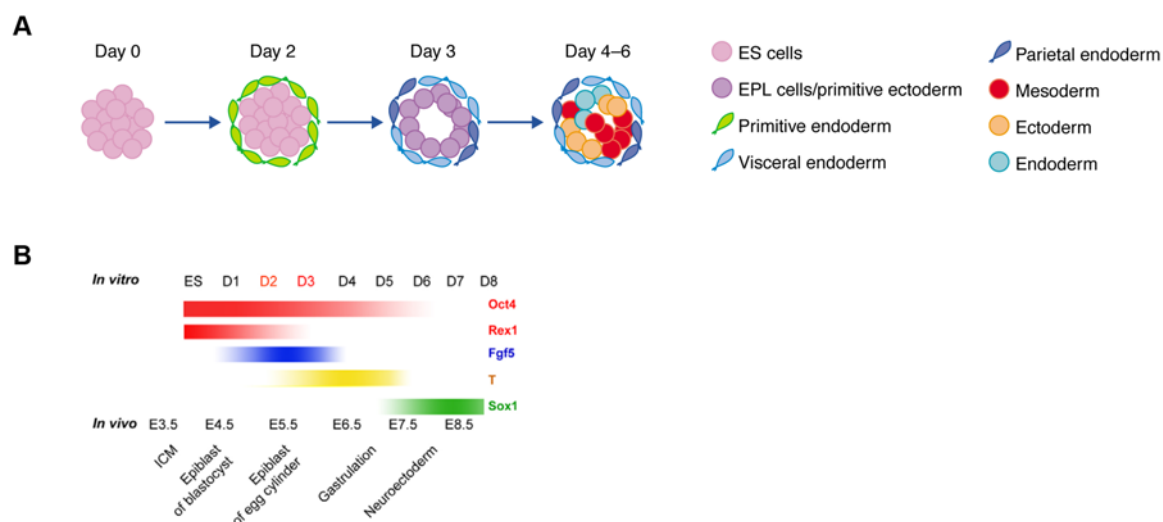 A
Day 0 Day 2 Day 3 Day 4–6
ES cells
EPL cells/primitive ectoderm
Primitive endoderm
Visceral endoderm
Parietal endoderm
Mesoderm
Ectoderm
Endoderm
B
In vitro ES D1 D2 D3 D4 D5 D6 D7 D8
Oct4
Rex1
Fgf5
T
Sox1
In vivo E3.5 E4.5 E5.5 E6.5 E7.5 E8.5
ICM
Epiblast
of blastocyst
Epiblast
of egg cylinder
Gastrulation
Neuroectoderm